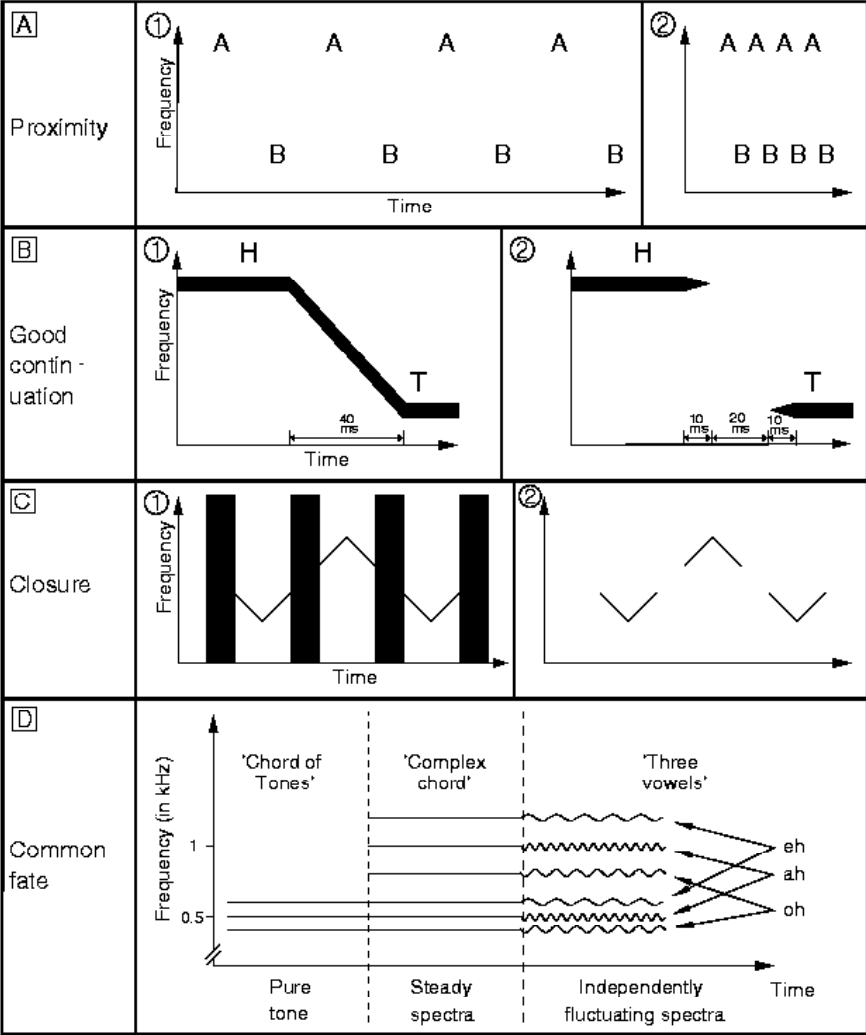 A
Proximity
1
Frequency
A A A A
B B B B
Time
2
A A A A
B B B B
B
Good
contin -
uation
1
Frequency
H
T
40
ms
Time
2
H
T
10
ms
20
ms
10
ms
C
Closure
1
Frequency
Time
2
D
Common
fate
Frequency (in kHz)
1
0.5
'Chord of
Tones'
'Complex
chord'
'Three
vowels'
eh
ah
oh
Pure
tone
Steady
spectra
Independently
fluctuating spectra
Time